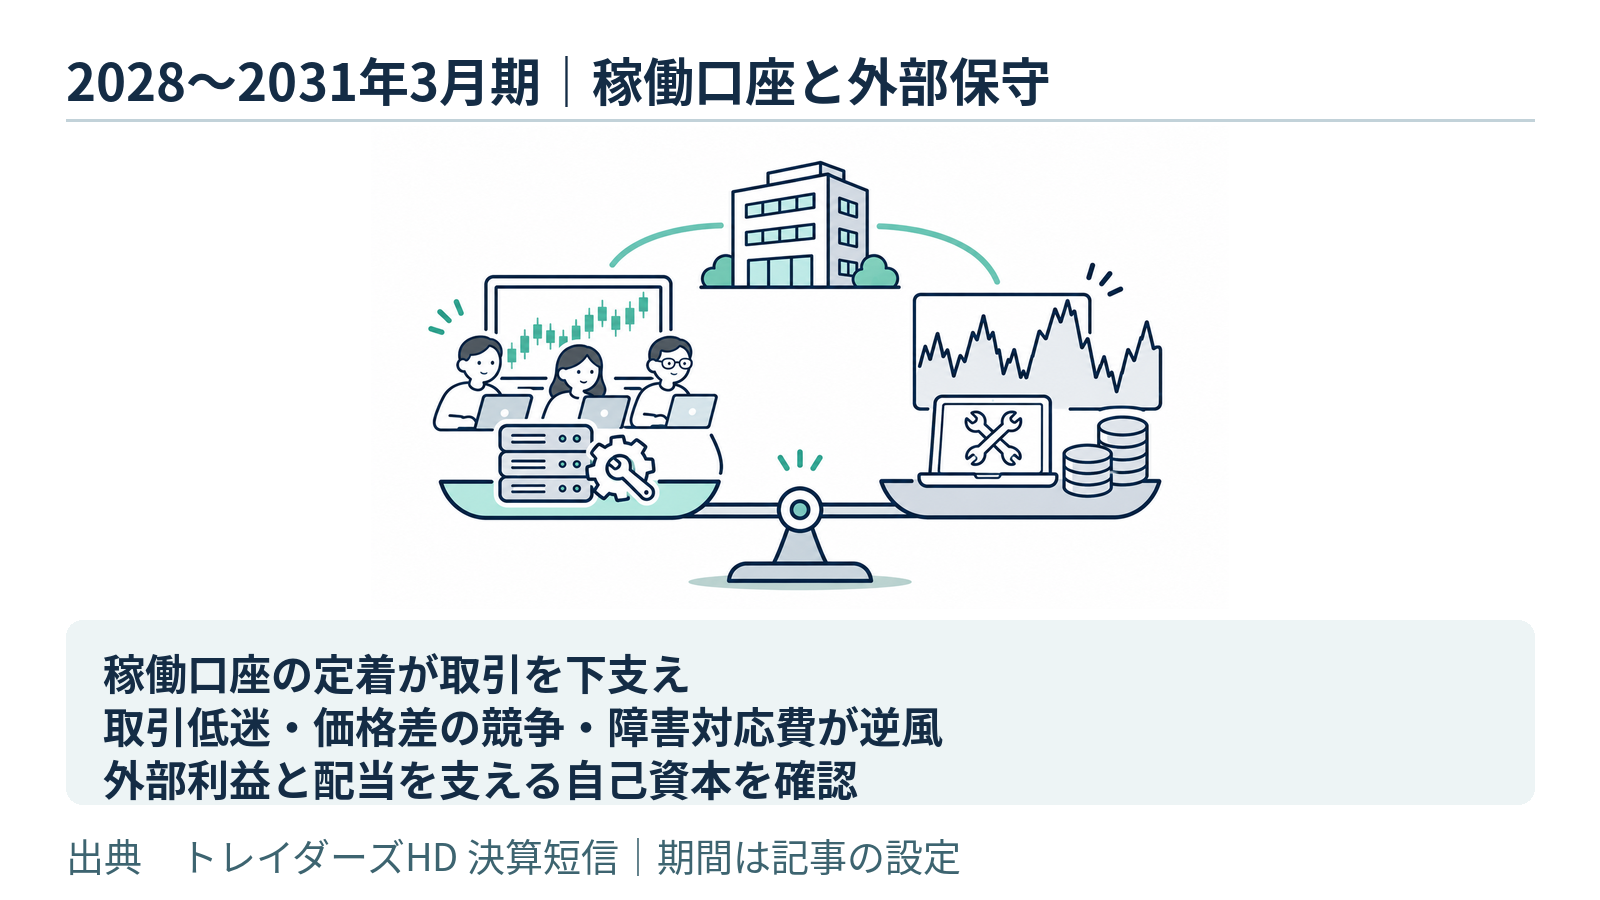 2028〜2031年3月期｜稼働口座と外部保守
稼働口座の定着が取引を下支え
取引低迷・価格差の競争・障害対応費が逆風
外部利益と配当を支える自己資本を確認
出典　トレイダーズHD 決算短信｜期間は記事の設定